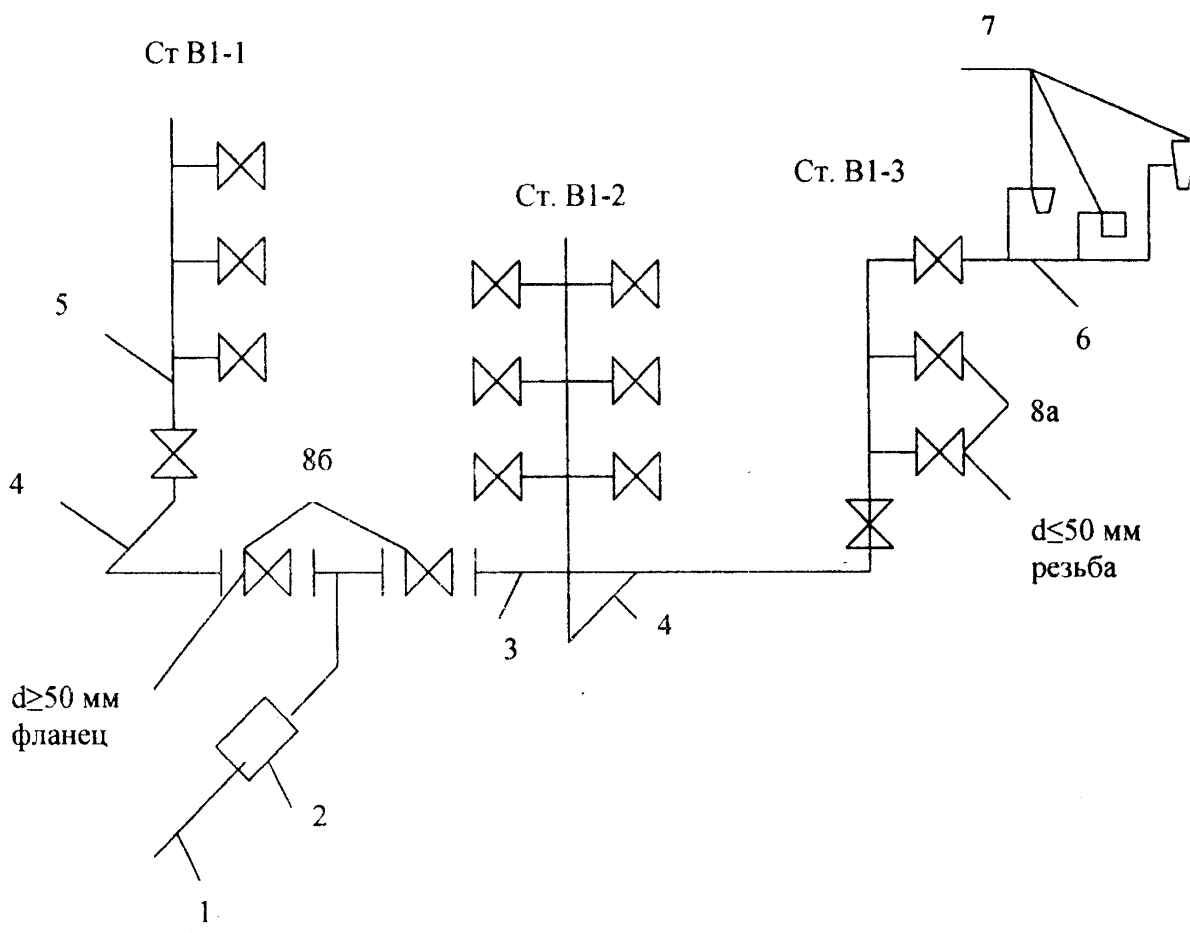 7
Ст В1-1
Ст. В1-3
Ст. В1-2
5
6
8а
8б
4
d≤50 мм
резьба
3
4
d≥50 мм
фланец
2
1